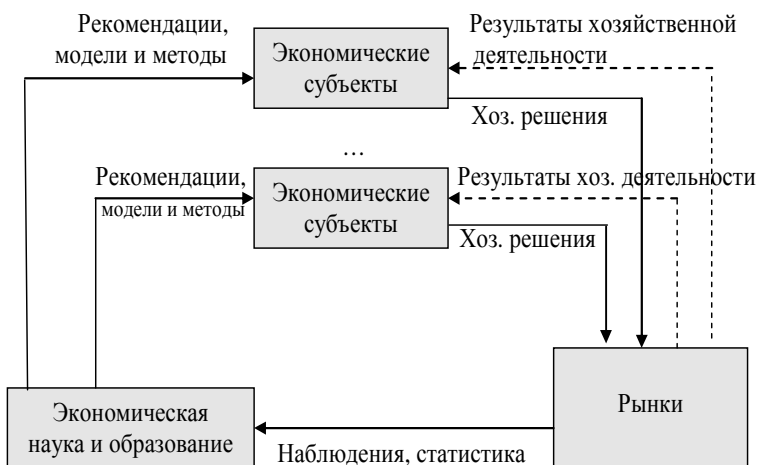 Рекомендации,
модели и методы
Экономические
субъекты
Результаты хозяйственной
деятельности
Хоз. решения
...
Рекомендации,
модели и методы
Экономические
субъекты
Результаты хоз. деятельности
Хоз. решения
Рынки
Экономическая
наука и образование
Наблюдения, статистика